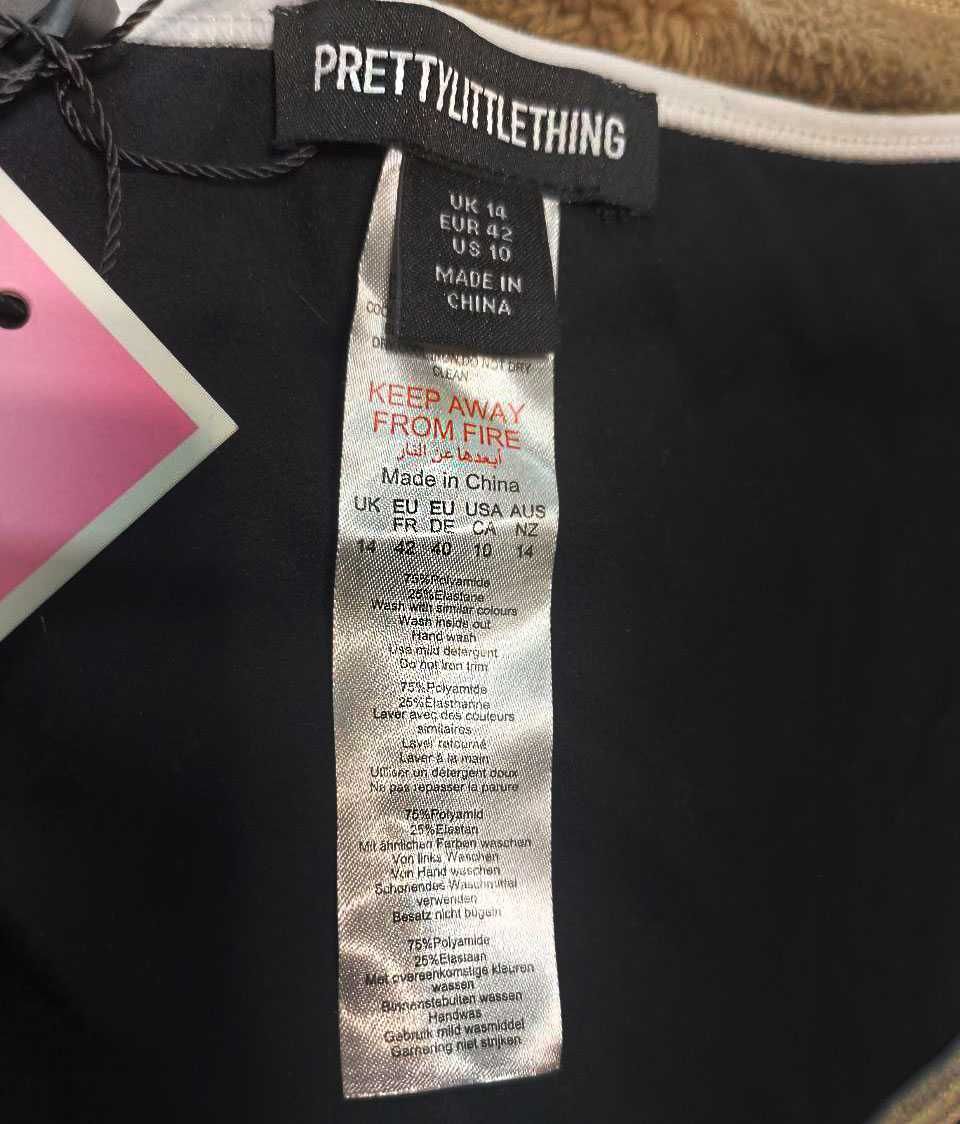 PRETTYLITTLETHING
UK 14
EUR 42
US 10
MADE IN
CHINA
DO NOT DRY
CLEAN
KEEP AWAY
FROM FIRE
أبعدها عن النار
Made in China
UK EU EU USA AUS
FR DE CA NZ
14 42 40 10 14
75%Polyamide
25%Elastane
Wash with similar colours
Wash inside out
Hand wash
Use mild detergent
Do not iron trim
75%Polyamide
25%Elasthanne
Laver avec des couleurs
similaires
Laver retourné
Laver à la main
Utiliser un détergent doux
Ne pas repasser la parure
75%Polyamid
25%Elastan
Mit ähnlichen Farben waschen
Von links Waschen
Von Hand waschen
Schonendes Waschmittel
verwenden
Besatz nicht bügeln
75%Polyamide
25%Elastaan
Met overeenkomstige kleuren
wassen
Binnenstebuiten wassen
Handwas
Gebruik mild wasmiddel
Garnering niet strijken